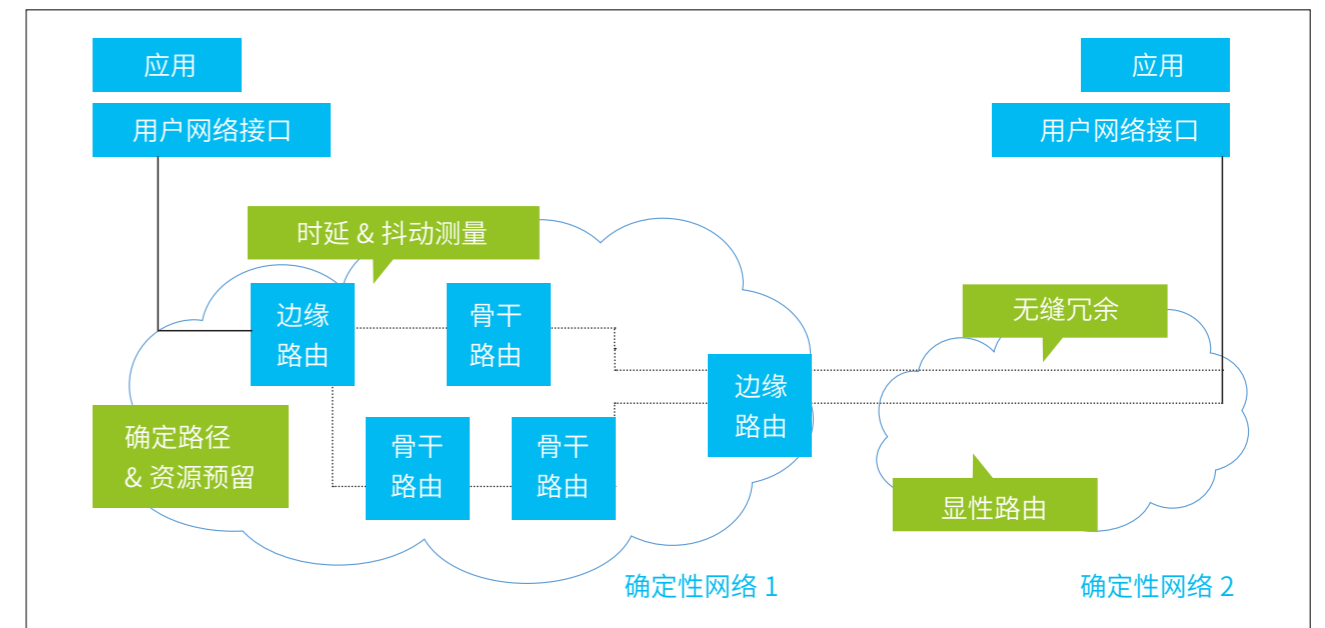 应用
应用
用户网络接口
用户网络接口
时延 & 抖动测量
边缘
路由
骨干
路由
无缝冗余
边缘
路由
确定路径
& 资源预留
骨干
路由
骨干
路由
显性路由
确定性网络 1
确定性网络 2